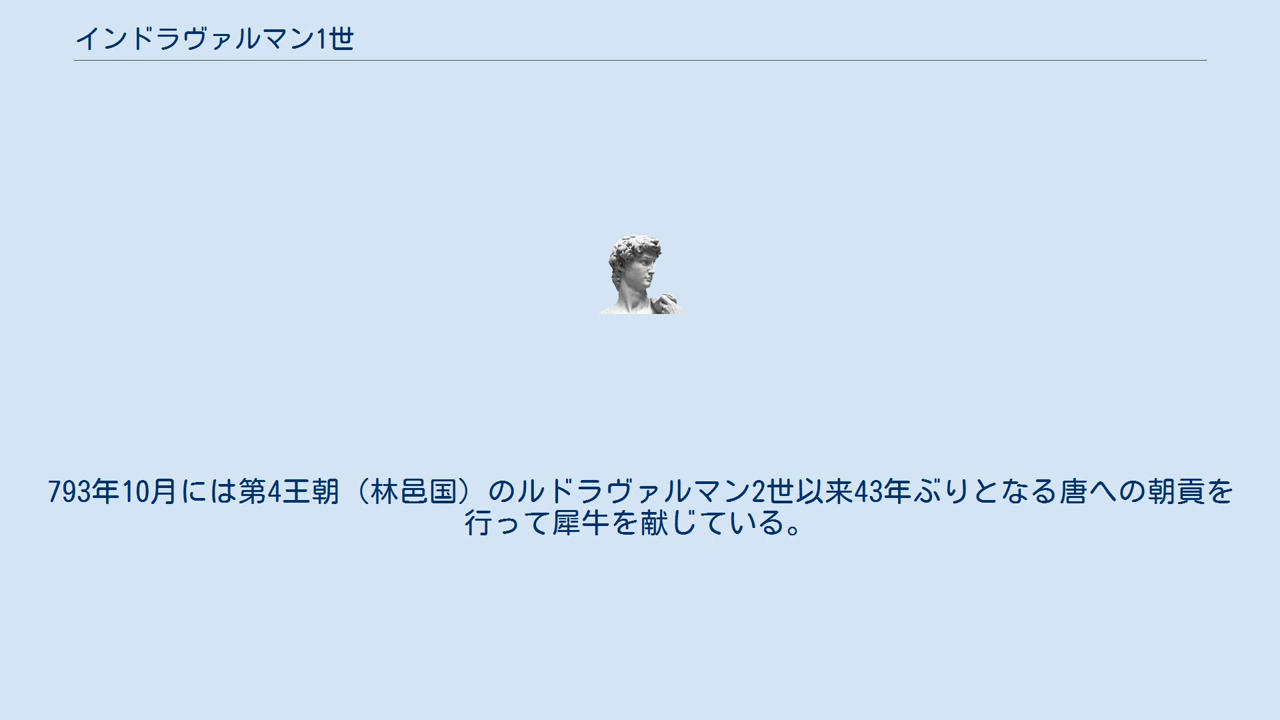 インドラヴァルマン1世
793年10月には第4王朝（林邑国）のルドラヴァルマン2世以来43年ぶりとなる唐への朝貢を
行って犀牛を献じている。